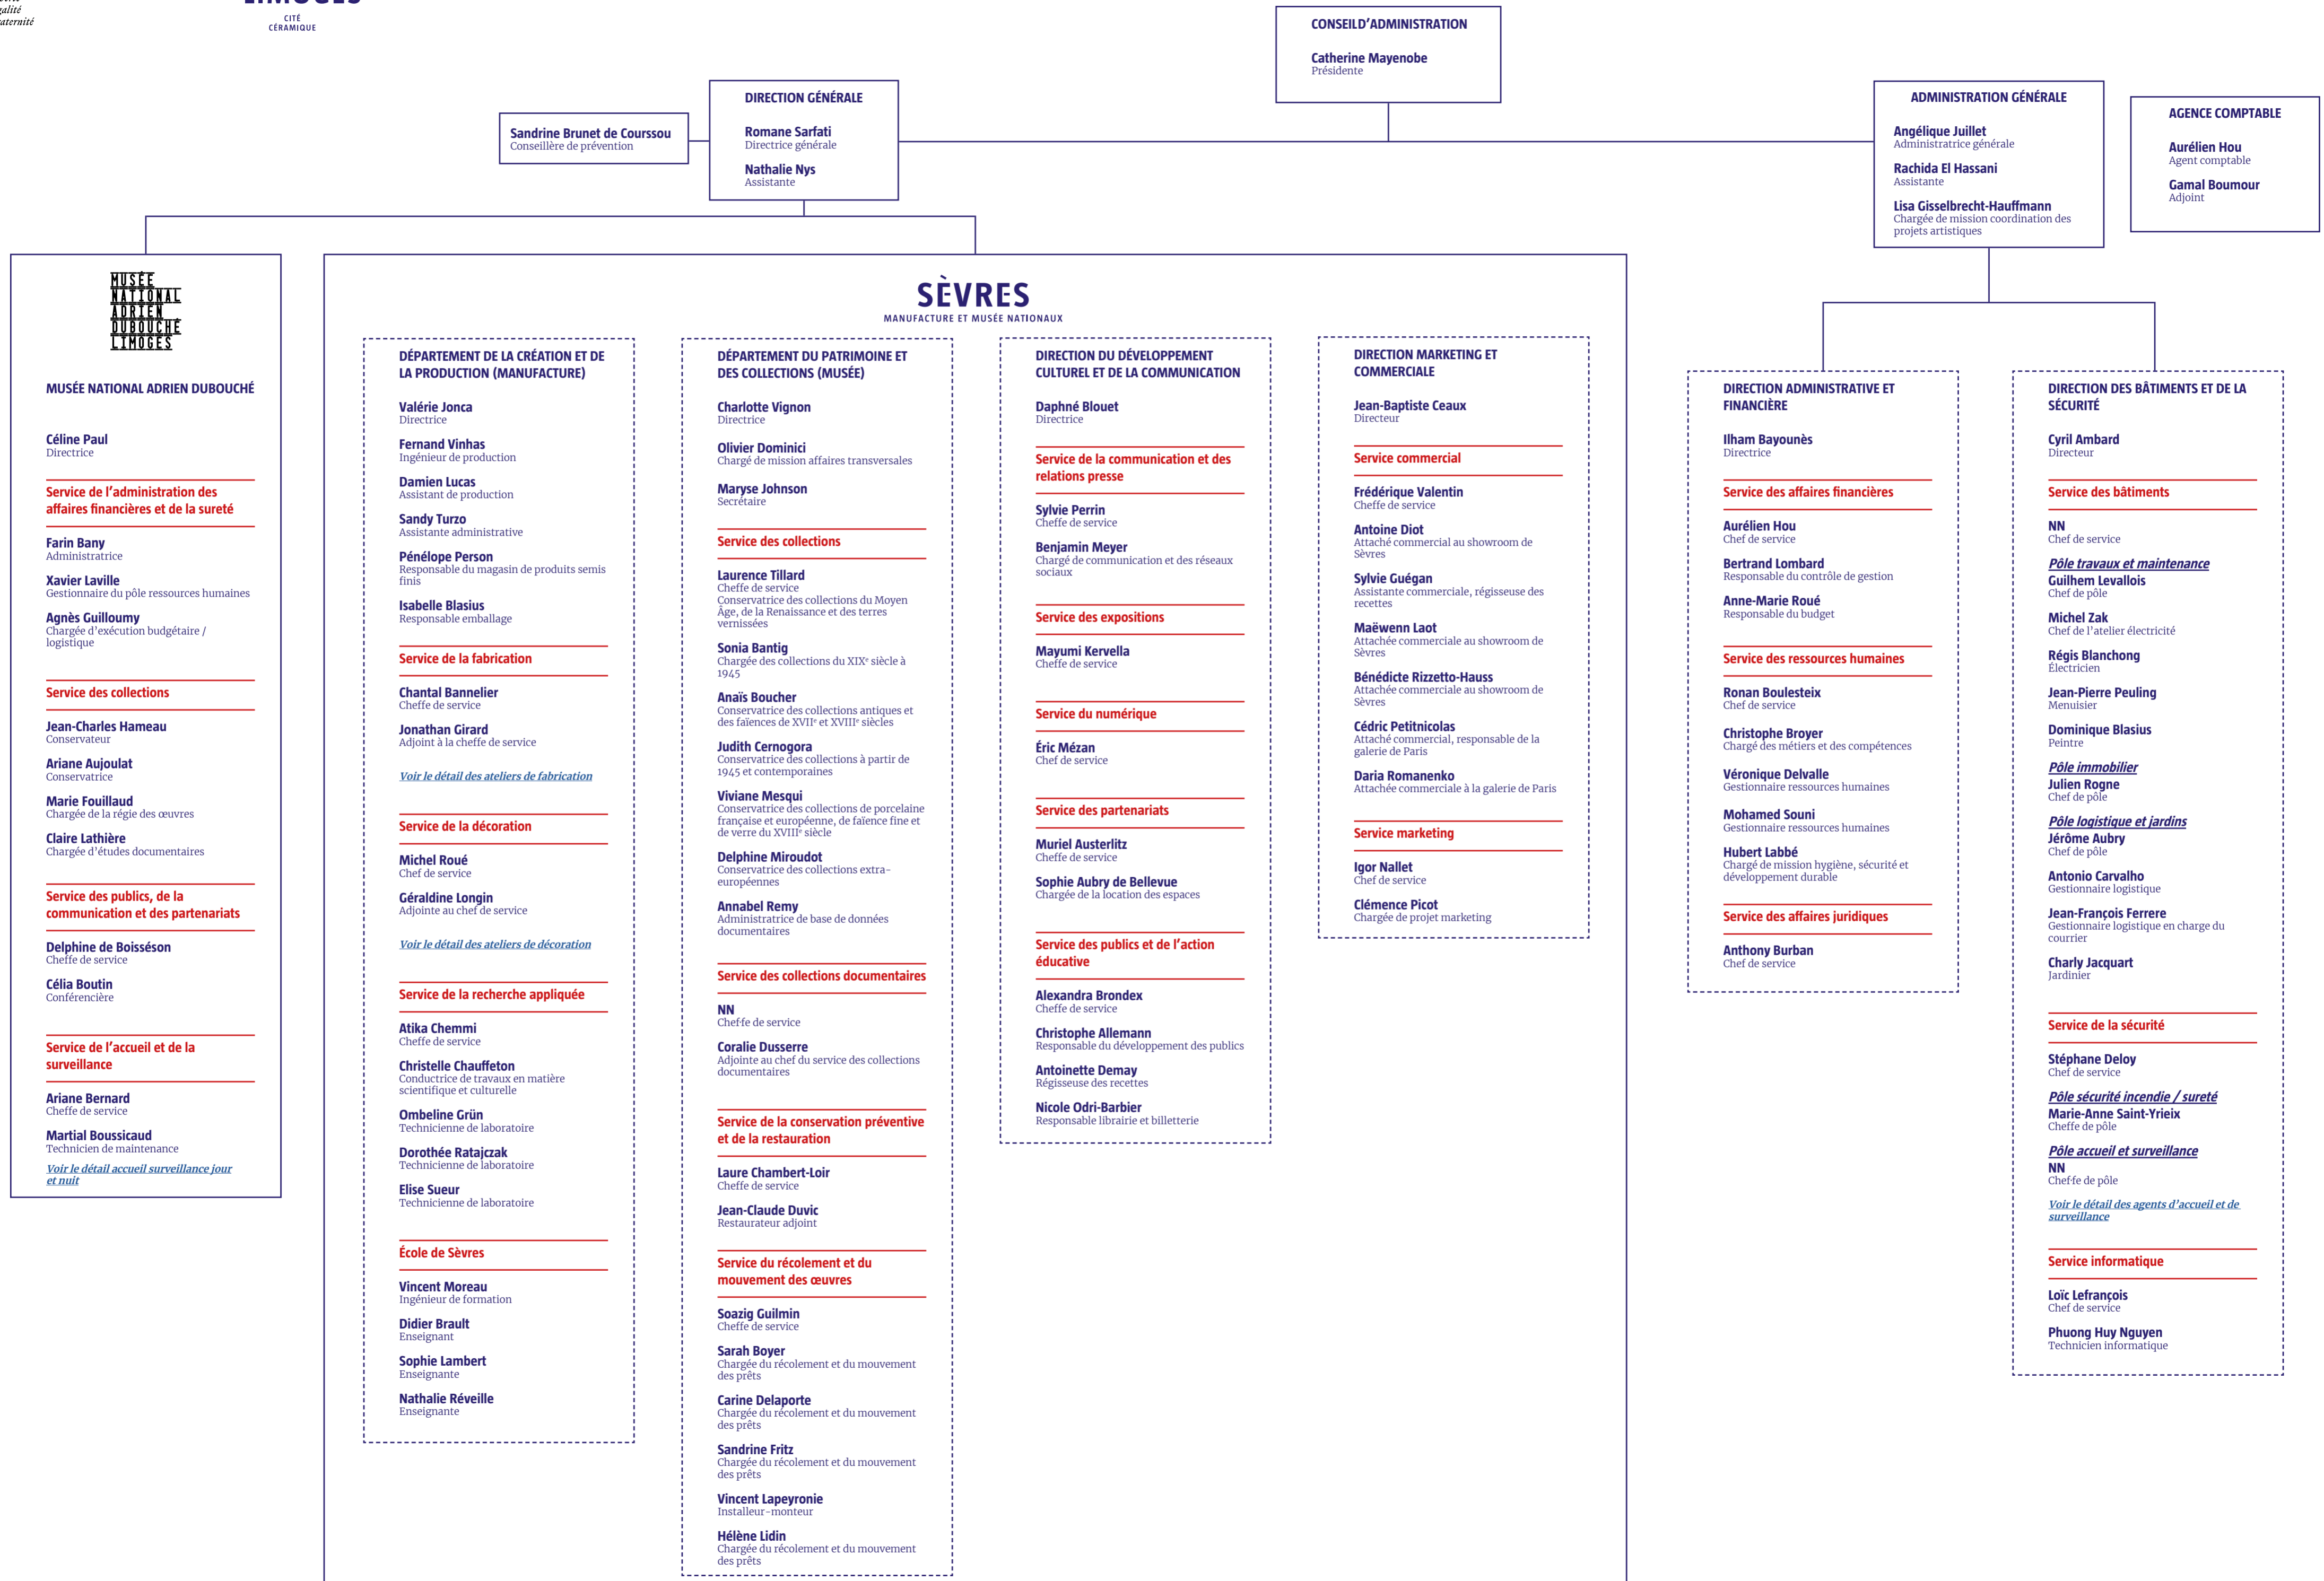 LIMOGES
CITÉ
CÉRAMIQUE
CONSEIL D'ADMINISTRATION
Catherine Mayenobe
Présidente
DIRECTION GÉNÉRALE
Romane Sarfati
Directrice générale
Nathalie Nys
Assistante
Sandrine Brunet de Courssou
Conseillère de prévention
ADMINISTRATION GÉNÉRALE
Angélique Juillet
Administratrice générale
Rachida El Hassani
Assistante
Lisa Gisselbrecht-Hauffmann
Chargée de mission coordination des
projets artistiques
AGENCE COMPTABLE
Aurélien Hou
Agent comptable
Gamal Boumour
Adjoint
MUSÉE
NATIONAL
ADRIEN
DUBOUCHÉ
LIMOGES
MUSÉE NATIONAL ADRIEN DUBOUCHÉ
Céline Paul
Directrice
Service de l'administration des
affaires financières et de la sureté
Farin Bany
Administratrice
Xavier Laville
Gestionnaire du pôle ressources humaines
Agnès Guilloumy
Chargée d'exécution budgétaire /
logistique
Service des collections
Jean-Charles Hameau
Conservateur
Ariane Aujoulat
Conservatrice
Marie Fouillaud
Chargée de la régie des œuvres
Claire Lathière
Chargée d'études documentaires
Service des publics, de la
communication et des partenariats
Delphine de Boisséson
Cheffe de service
Célia Boutin
Conférencière
Service de l'accueil et de la
surveillance
Ariane Bernard
Cheffe de service
Martial Boussicaud
Technicien de maintenance
Voir le détail accueil surveillance jour
et nuit
SÈVRES
MANUFACTURE ET MUSÉE NATIONAUX
DÉPARTEMENT DE LA CRÉATION ET DE
LA PRODUCTION (MANUFACTURE)
Valérie Jonca
Directrice
Fernand Vinhas
Ingénieur de production
Damien Lucas
Assistant de production
Sandy Turzo
Assistante administrative
Pénélope Person
Responsable du magasin de produits semis
finis
Isabelle Blasius
Responsable emballage
Service de la fabrication
Chantal Bannelier
Cheffe de service
Jonathan Girard
Adjoint à la cheffe de service
Voir le détail des ateliers de fabrication
Service de la décoration
Michel Roué
Chef de service
Géraldine Longin
Adjointe au chef de service
Voir le détail des ateliers de décoration
Service de la recherche appliquée
Atika Chemmi
Cheffe de service
Christelle Chauffeton
Conductrice de travaux en matière
scientifique et culturelle
Ombeline Grün
Technicienne de laboratoire
Dorothée Ratajczak
Technicienne de laboratoire
Elise Sueur
Technicienne de laboratoire
École de Sèvres
Vincent Moreau
Ingénieur de formation
Didier Brault
Enseignant
Sophie Lambert
Enseignante
Nathalie Réveille
Enseignante
DÉPARTEMENT DU PATRIMOINE ET
DES COLLECTIONS (MUSÉE)
Charlotte Vignon
Directrice
Olivier Dominici
Chargé de mission affaires transversales
Maryse Johnson
Secrétaire
Service des collections
Laurence Tillard
Cheffe de service
Conservatrice des collections du Moyen
Âge, de la Renaissance et des terres
vernissées
Sonia Bantig
Chargée des collections du XIXe siècle à
1945
Anaïs Boucher
Conservatrice des collections antiques et
des faïences de XVIIe et XVIIIe siècles
Judith Cernogora
Conservatrice des collections à partir de
1945 et contemporaines
Viviane Mesqui
Conservatrice des collections de porcelaine
française et européenne, de faïence fine et
de verre du XVIIIe siècle
Delphine Miroudot
Conservatrice des collections extra-
européennes
Annabel Remy
Administratrice de base de données
documentaires
Service des collections documentaires
NN
Chef·fe de service
Coralie Dusserre
Adjointe au chef du service des collections
documentaires
Service de la conservation préventive
et de la restauration
Laure Chambert-Loir
Cheffe de service
Jean-Claude Duvic
Restaurateur adjoint
Service du récolement et du
mouvement des œuvres
Soazig Guilmin
Cheffe de service
Sarah Boyer
Chargée du récolement et du mouvement
des prêts
Carine Delaporte
Chargée du récolement et du mouvement
des prêts
Sandrine Fritz
Chargée du récolement et du mouvement
des prêts
Vincent Lapeyronie
Installeur-monteur
Hélène Lidin
Chargée du récolement et du mouvement
des prêts
DIRECTION DU DÉVELOPPEMENT
CULTUREL ET DE LA COMMUNICATION
Daphné Blouet
Directrice
Service de la communication et des
relations presse
Sylvie Perrin
Cheffe de service
Benjamin Meyer
Chargé de communication et des réseaux
sociaux
Service des expositions
Mayumi Kervella
Cheffe de service
Service du numérique
Éric Mézan
Chef de service
Service des partenariats
Muriel Austerlitz
Cheffe de service
Sophie Aubry de Bellevue
Chargée de la location des espaces
Service des publics et de l'action
éducative
Alexandra Brondex
Cheffe de service
Christophe Allemann
Responsable du développement des publics
Antoinette Demay
Régisseuse des recettes
Nicole Odri-Barbier
Responsable librairie et billetterie
DIRECTION MARKETING ET
COMMERCIALE
Jean-Baptiste Ceaux
Directeur
Service commercial
Frédérique Valentin
Cheffe de service
Antoine Diot
Attaché commercial au showroom de
Sèvres
Sylvie Guégan
Assistante commerciale, régisseuse des
recettes
Maëwenn Laot
Attachée commerciale au showroom de
Sèvres
Bénédicte Rizzetto-Hauss
Attachée commerciale au showroom de
Sèvres
Cédric Petitnicolas
Attaché commercial, responsable de la
galerie de Paris
Daria Romanenko
Attachée commerciale à la galerie de Paris
Service marketing
Igor Nallet
Chef de service
Clémence Picot
Chargée de projet marketing
DIRECTION ADMINISTRATIVE ET
FINANCIÈRE
Ilham Bayounès
Directrice
Service des affaires financières
Aurélien Hou
Chef de service
Bertrand Lombard
Responsable du contrôle de gestion
Anne-Marie Roué
Responsable du budget
Service des ressources humaines
Ronan Boulesteix
Chef de service
Christophe Broyer
Chargé des métiers et des compétences
Véronique Delvalle
Gestionnaire ressources humaines
Mohamed Souni
Gestionnaire ressources humaines
Hubert Labbé
Chargé de mission hygiène, sécurité et
développement durable
Service des affaires juridiques
Anthony Burban
Chef de service
DIRECTION DES BÂTIMENTS ET DE LA
SÉCURITÉ
Cyril Ambard
Directeur
Service des bâtiments
NN
Chef de service
Pôle travaux et maintenance
Guilhem Levallois
Chef de pôle
Michel Zak
Chef de l'atelier électricité
Régis Blanchong
Électricien
Jean-Pierre Peuling
Menuisier
Dominique Blasius
Peintre
Pôle immobilier
Julien Rogne
Chef de pôle
Pôle logistique et jardins
Jérôme Aubry
Chef de pôle
Antonio Carvalho
Gestionnaire logistique
Jean-François Ferrere
Gestionnaire logistique en charge du
courrier
Charly Jacquart
Jardinier
Service de la sécurité
Stéphane Deloy
Chef de service
Pôle sécurité incendie / sureté
Marie-Anne Saint-Yrieix
Cheffe de pôle
Pôle accueil et surveillance
NN
Chef·fe de pôle
Voir le détail des agents d'accueil et de
surveillance
Service informatique
Loïc Lefrançois
Chef de service
Phuong Huy Nguyen
Technicien informatique